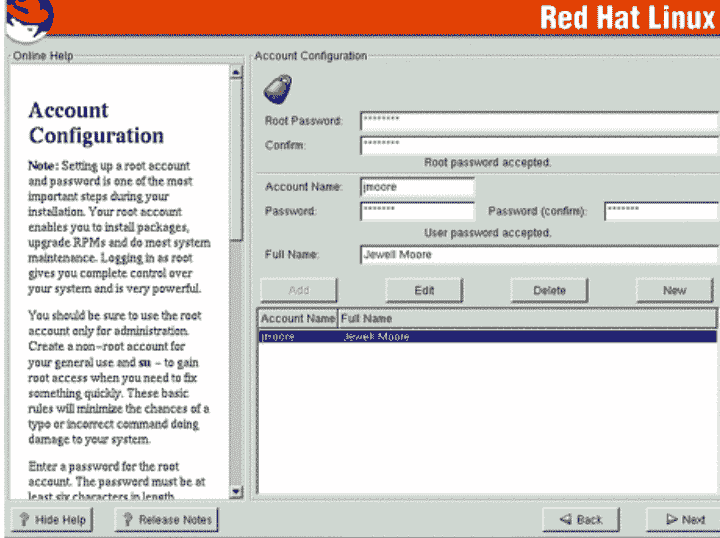 Red Hat Linux
Online Help
Account
Configuration
Note: Setting up a root account
and password is one of the most
important steps during your
installation. Your root account
enables you to install packages,
upgrade RPMs and do most system
maintenance. Logging in as root
gives you complete control over
your system and is very powerful.
You should be sure to use the root
account only for administration.
Create a non-root account for
your general use and su - to gain
root access when you need to fix
something quickly. These basic
rules will minimize the chances of a
typo or incorrect command doing
damage to your system.
Enter a password for the root
account. The password must be at
least six characters in length.
Account Configuration
Root Password: ********
Confirm: ********
Root password accepted.
Account Name: jmoore
Password: ******* Password (confirm): *******
User password accepted.
Full Name: Jewell Moore
Add Edit Delete New
Account Name Full Name
jmoore Jewell Moore
? Hide Help ? Release Notes Back Next